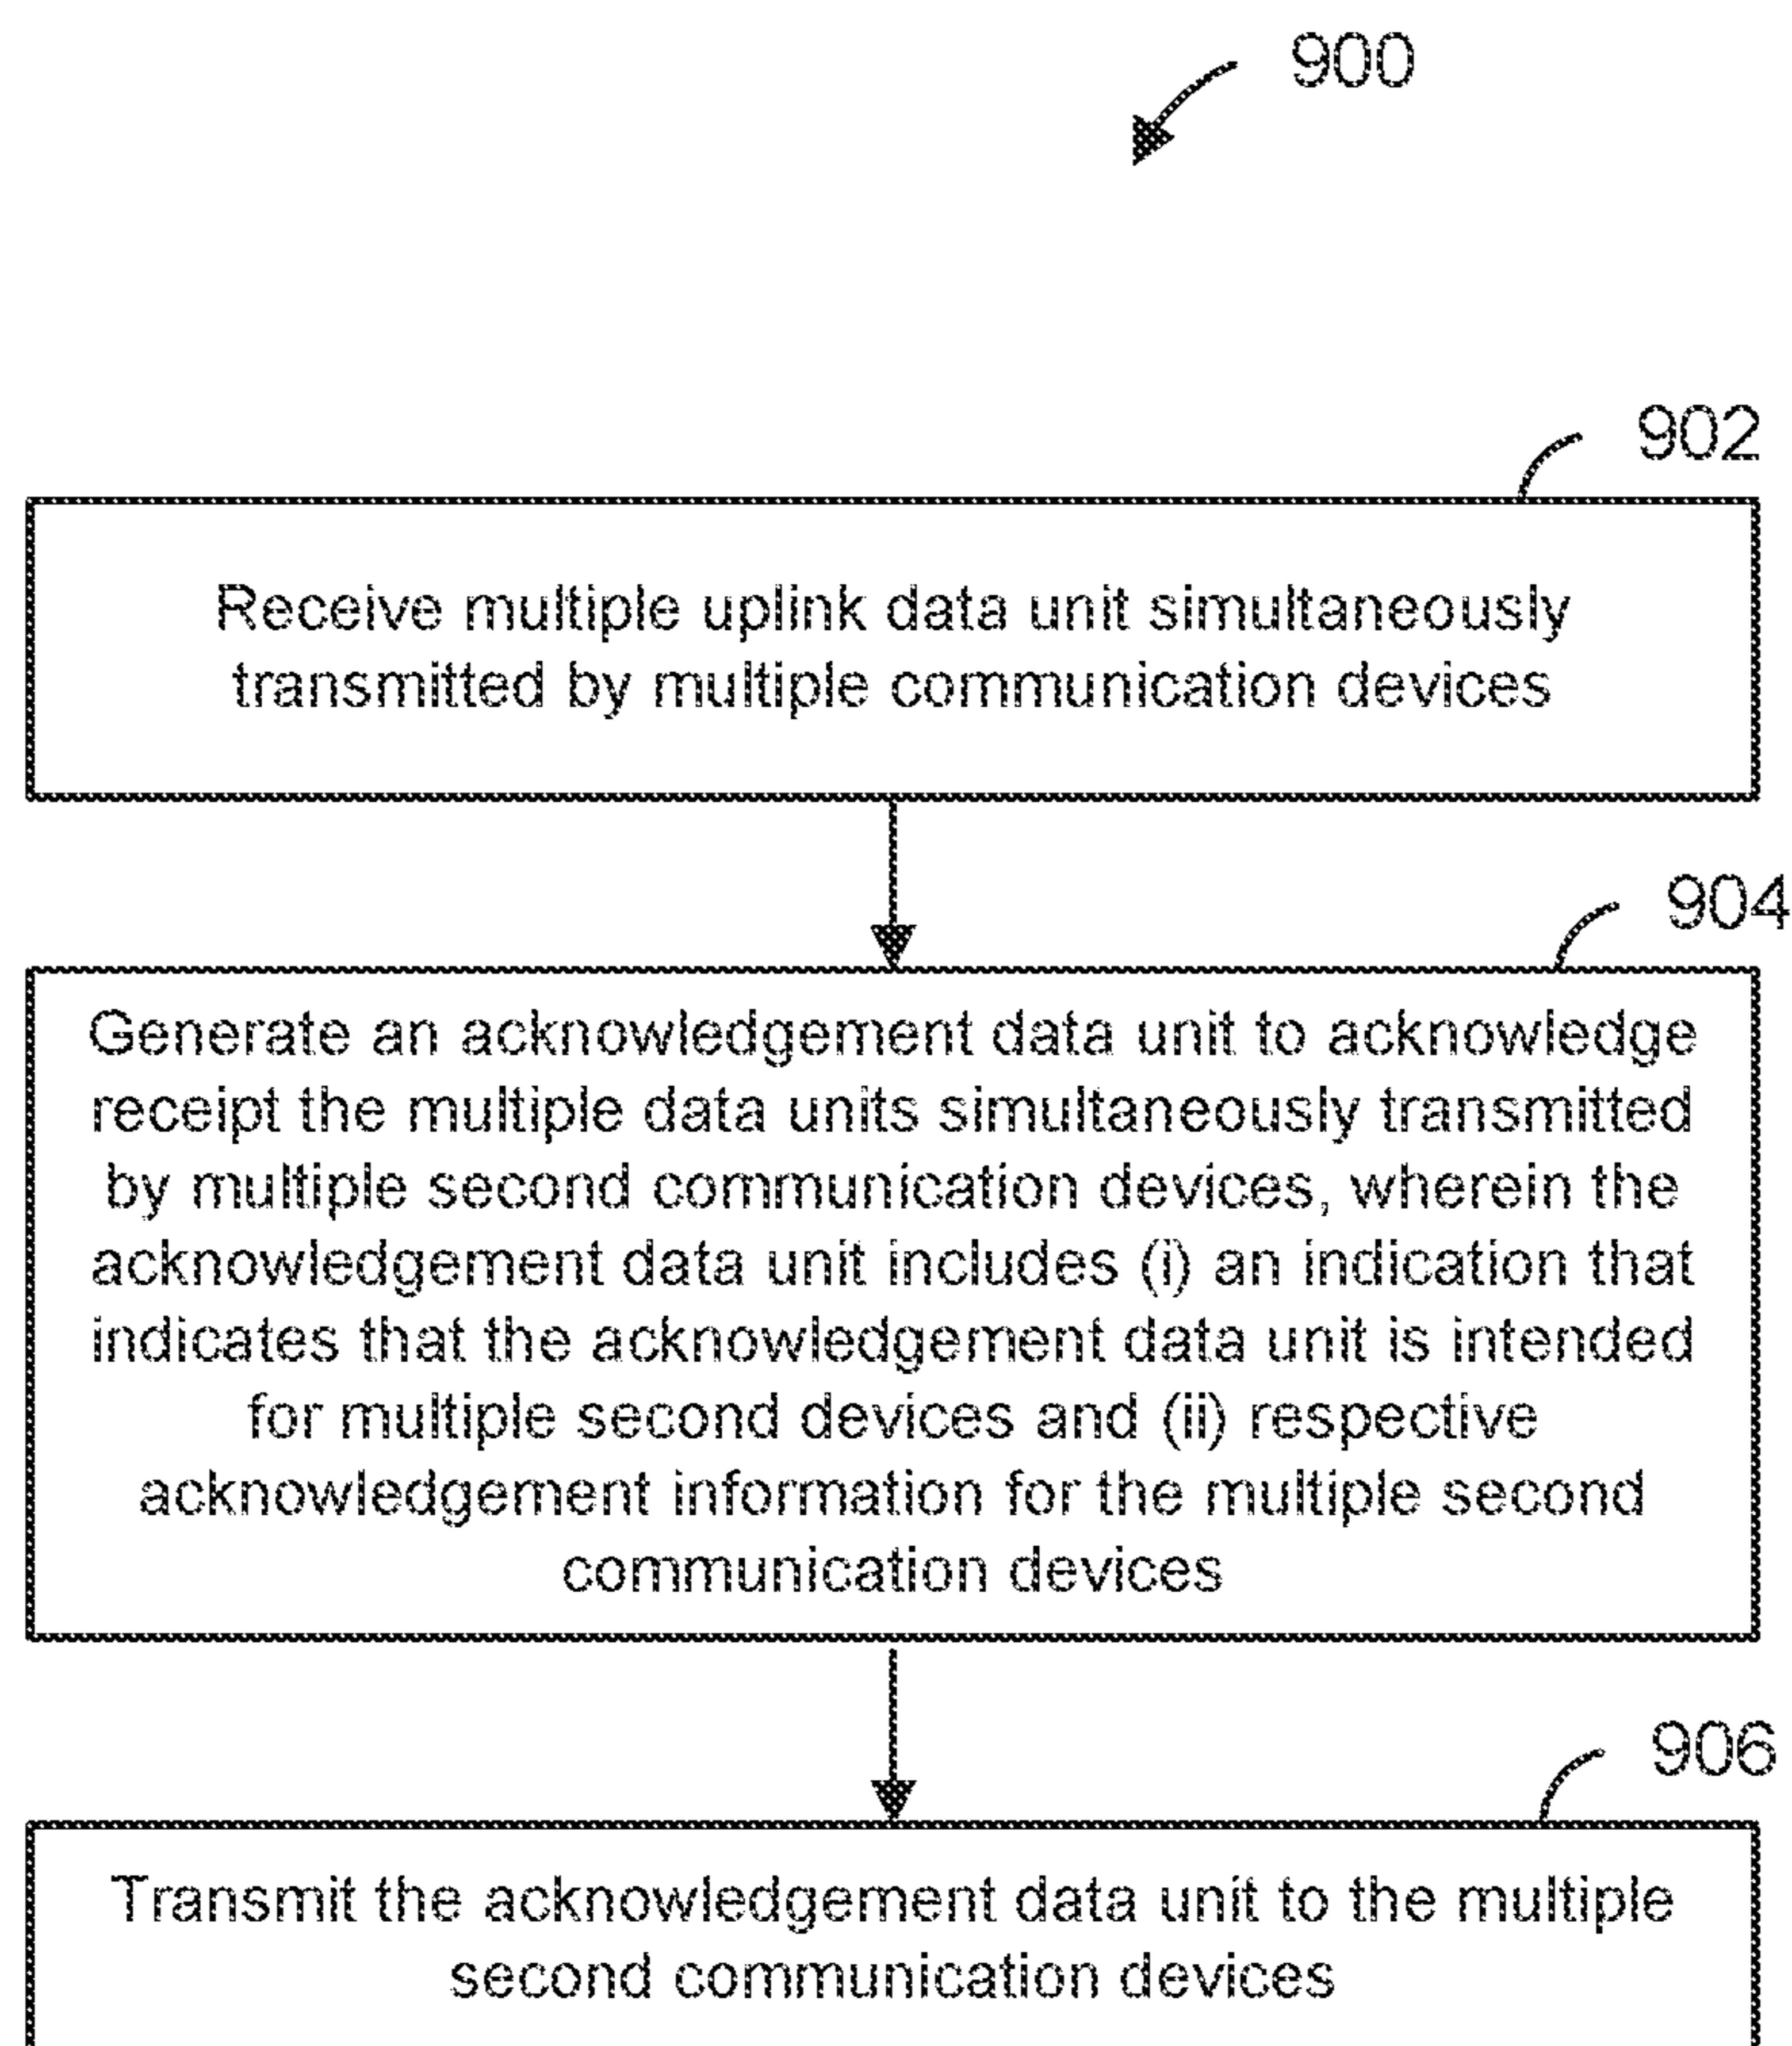 900
902
Receive multiple uplink data unit simultaneously
transmitted by multiple communication devices
904
Generate an acknowledgement data unit to acknowledge
receipt the multiple data units simultaneously transmitted
by multiple second communication devices, wherein the
acknowledgement data unit includes (i) an indication that
indicates that the acknowledgement data unit is intended
for multiple second devices and (ii) respective
acknowledgement information for the multiple second
communication devices
906
Transmit the acknowledgement data unit to the multiple
second communication devices